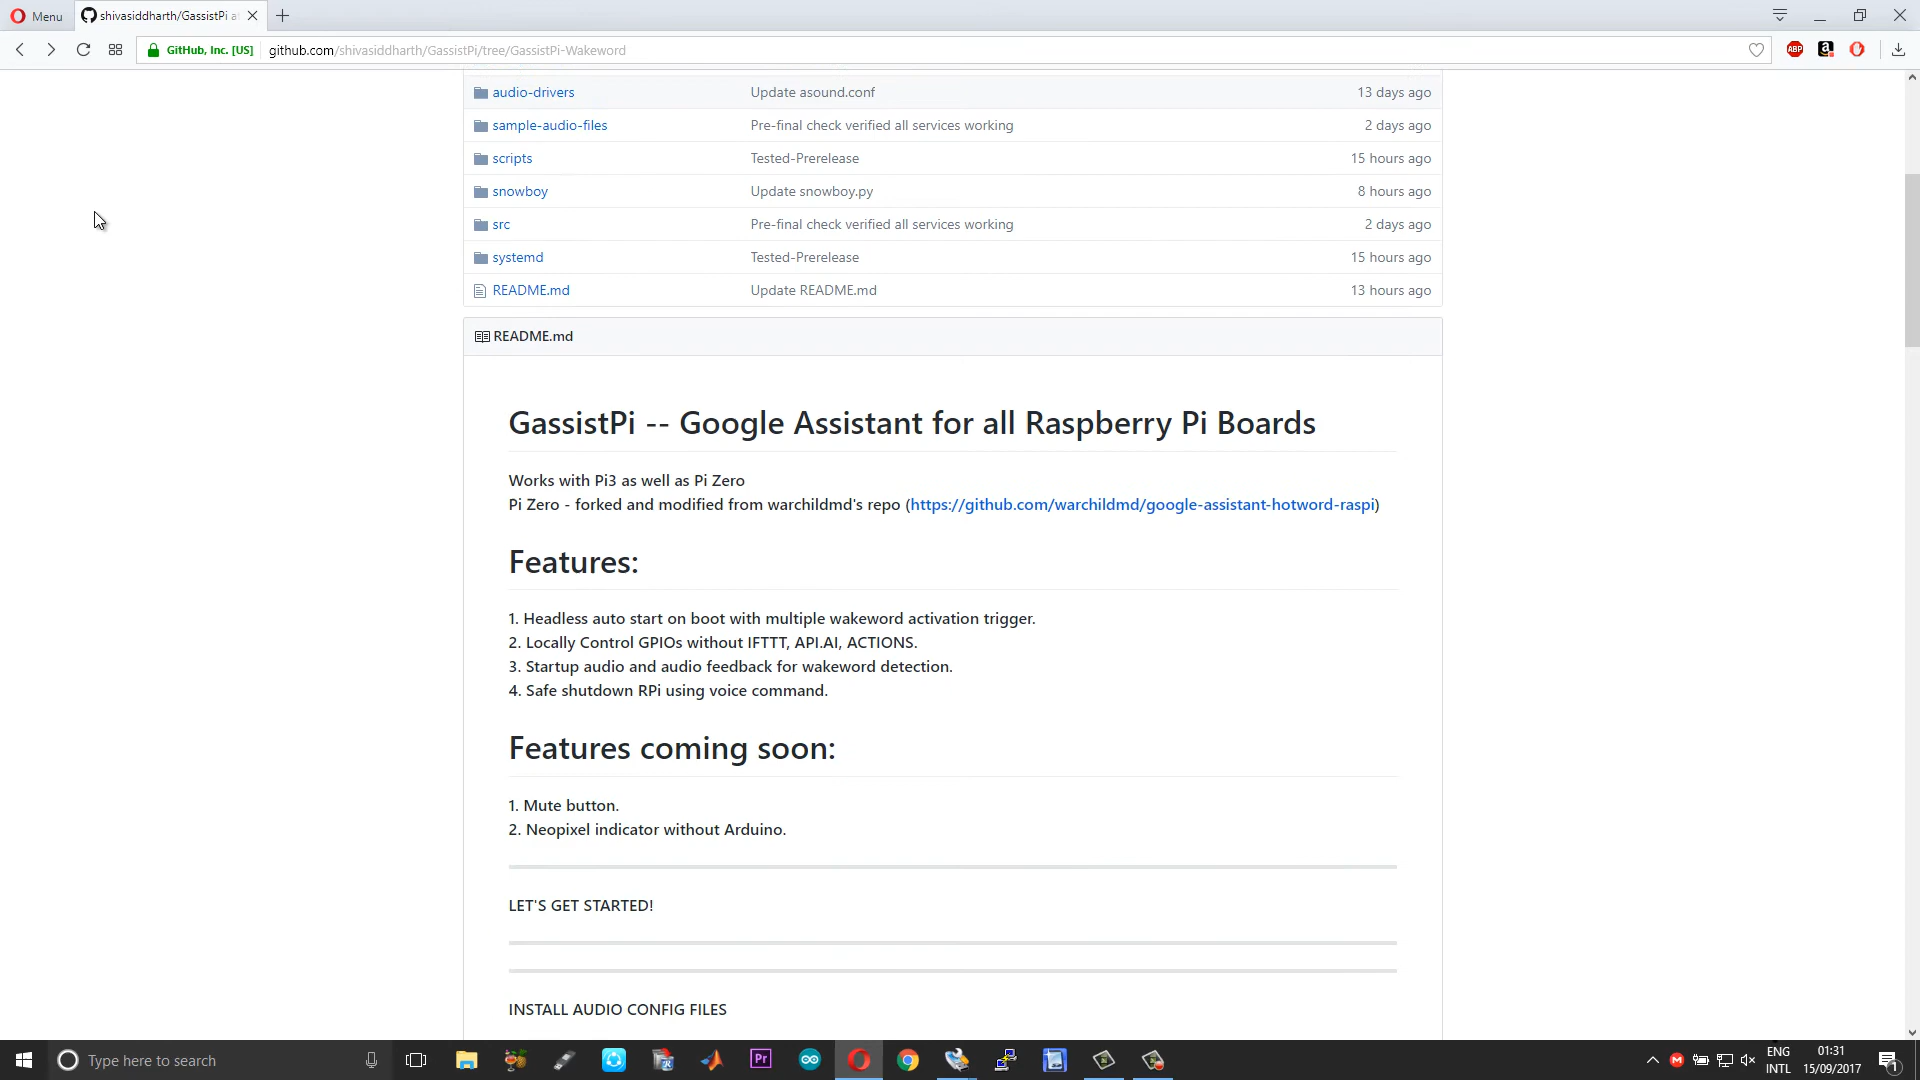 Menu
shivasiddharth/GassistPi a
GitHub, Inc. [US]
github.com/shivasiddharth/GassistPi/tree/GassistPi-Wakeword
ABP
audio-drivers Update asound.conf 13 days ago
sample-audio-files Pre-final check verified all services working 2 days ago
scripts Tested-Prerelease 15 hours ago
snowboy Update snowboy.py 8 hours ago
src Pre-final check verified all services working 2 days ago
systemd Tested-Prerelease 15 hours ago
README.md Update README.md 13 hours ago
README.md
GassistPi -- Google Assistant for all Raspberry Pi Boards
Works with Pi3 as well as Pi Zero
Pi Zero - forked and modified from warchildmd's repo (https://github.com/warchildmd/google-assistant-hotword-raspi)
Features:
1. Headless auto start on boot with multiple wakeword activation trigger.
2. Locally Control GPIOs without IFTTT, API.AI, ACTIONS.
3. Startup audio and audio feedback for wakeword detection.
4. Safe shutdown RPi using voice command.
Features coming soon:
1. Mute button.
2. Neopixel indicator without Arduino.
LET'S GET STARTED!
INSTALL AUDIO CONFIG FILES
Type here to search
Pr
ENG
INTL
01:31
15/09/2017
1